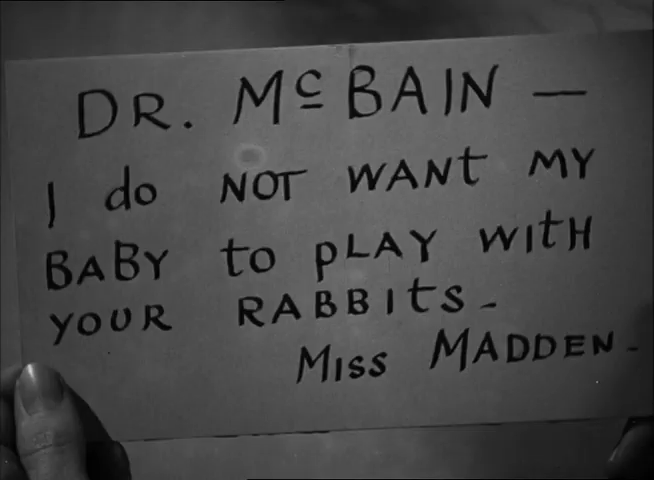 DR. McBAIN —
I do NOT WANt MY
BABY to pLAY WItH
YOUR RABBIts-
MIss MADDEN-